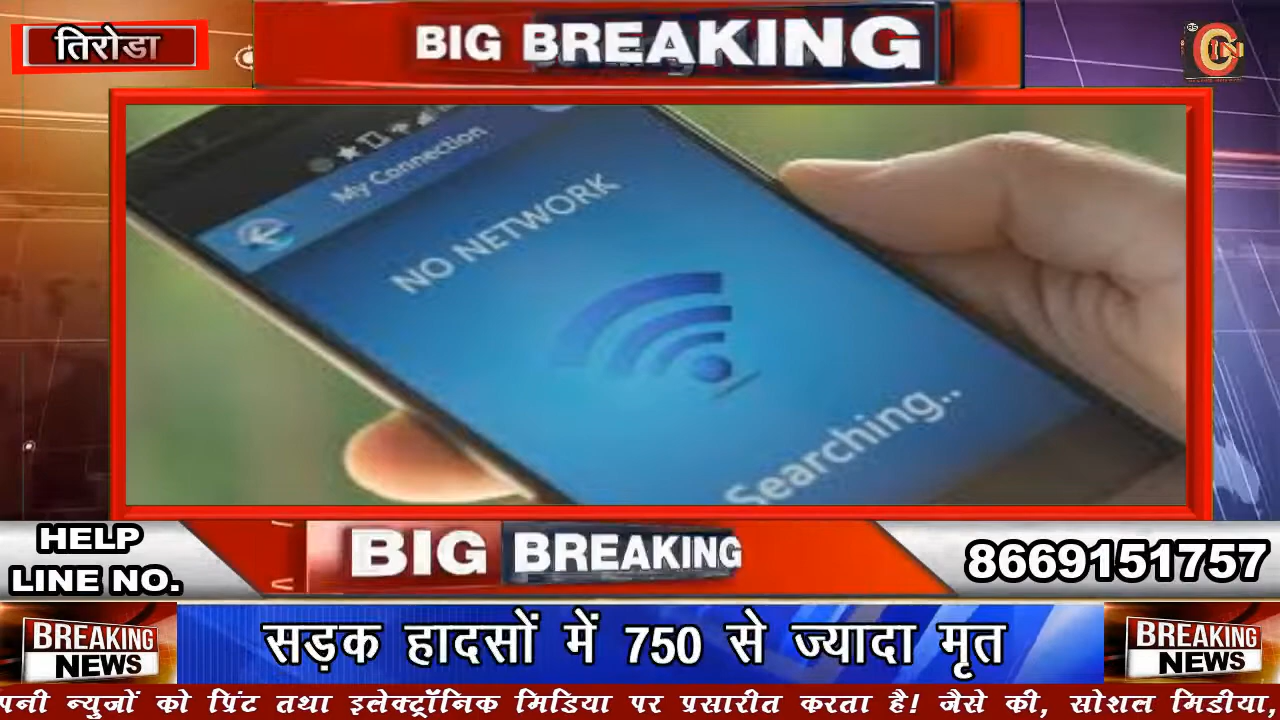 तिरोडा
BIG BREAKING
CIN
My Connection
NO NETWORK
Searching..
HELP
LINE NO.
BIG BREAKING
8669151757
BREAKING
NEWS
सड़क हादसों में 750 से ज्यादा मृत
BREAKING
NEWS
पनी न्युजों को प्रिंट तथा इलेक्ट्रॉनिक मिडिया पर प्रसारीत करता है! जैसे की, सोशल मिडीया,